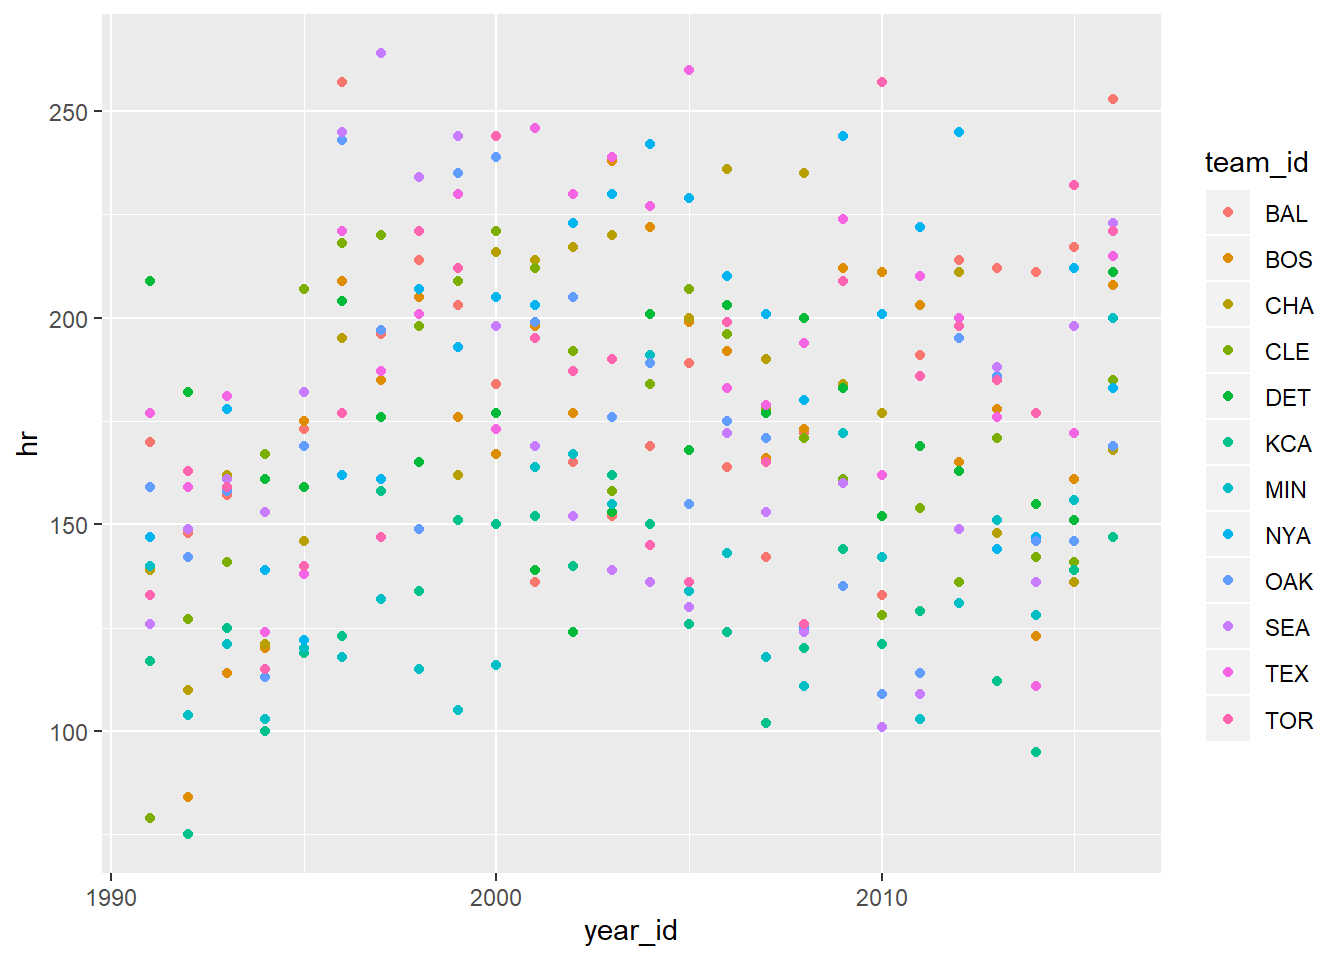 250
200
150
100
hr
1990
2000
2010
year_id
team_id
BAL
BOS
CHA
CLE
DET
KCA
MIN
NYA
OAK
SEA
TEX
TOR